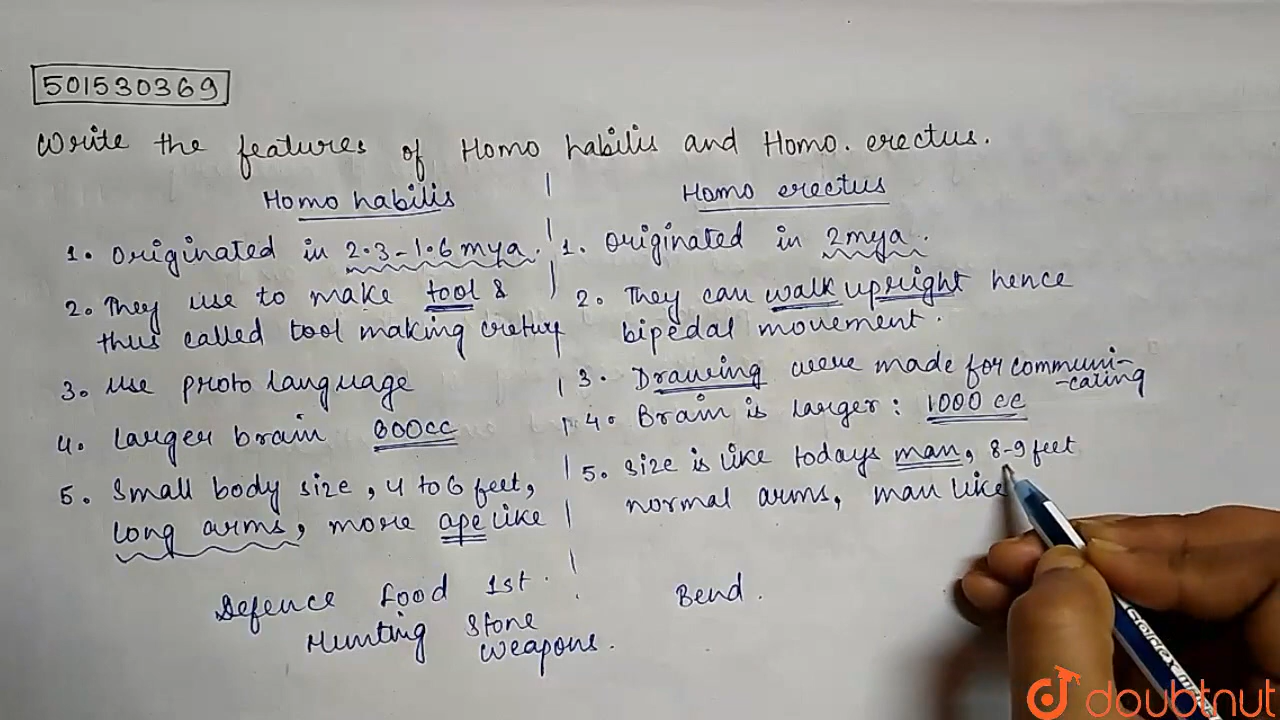 501530369
Write the features of Homo habilis and Homo. erectus.
Homo habilis
1. Originated in 2.3-1.6 mya.
2. They use to make tool &
thus called tool making creture
3. Use proto language
4. Larger brain 800cc
5. Small body size, 4 to 6 feet,
long arms, more ape like
Homo erectus
1. Originated in 2mya.
2. They can walk upright hence
bipedal movement.
3. Drawing were made for communi-
-cating
4. Brain is larger: 1000 cc
5. Size is like todays man, 8-9 feet
normal arms, man like
Defence Food 1st.
Hunting Stone
Weapons.
Bend.
doubtnut